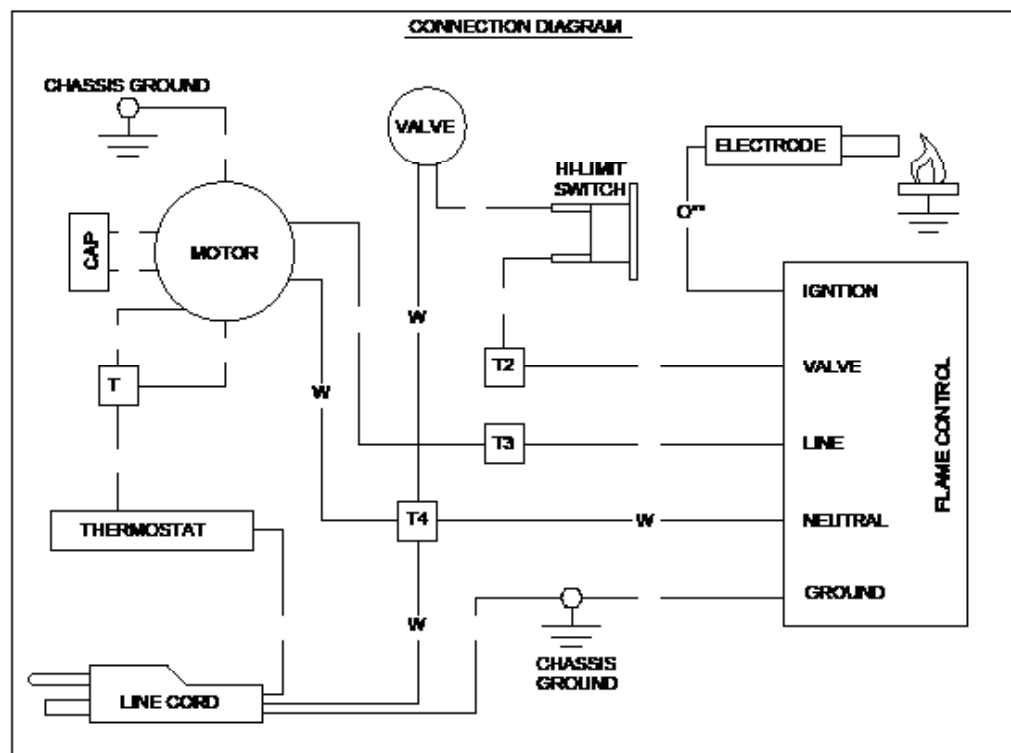 CONNECTION DIAGRAM
CHASSIS GROUND
VALVE
ELECTRODE
HI-LIMIT
SWITCH
O**
CAP
MOTOR
IGNTION
W
T2
VALVE
T
W
T3
LINE
FLAME CONTROL
THERMOSTAT
T4
W
NEUTRAL
GROUND
W
CHASSIS
GROUND
LINE CORD